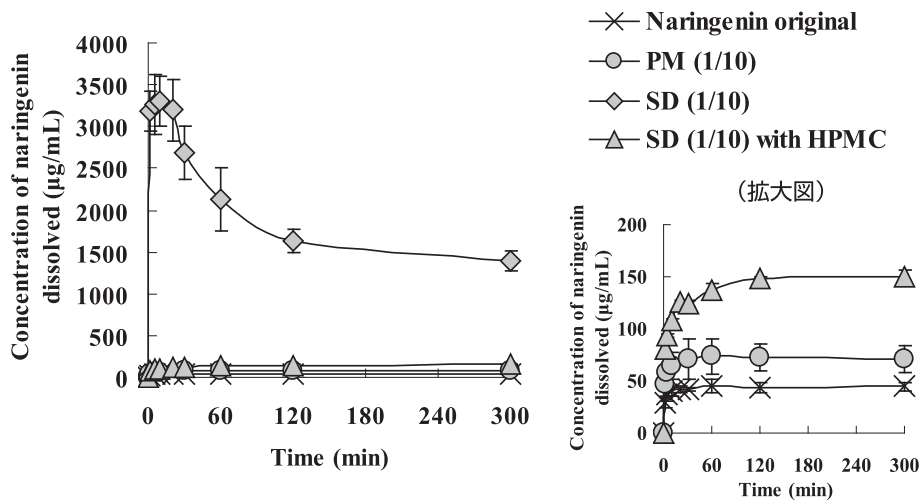 Concentration of naringenin
dissolved (μg/mL)
4000
3500
3000
2500
2000
1500
1000
500
0
0 60 120 180 240 300
Time (min)
Naringenin original
PM (1/10)
SD (1/10)
SD (1/10) with HPMC
（拡大図）
Concentration of naringenin
dissolved (μg/mL)
200
150
100
50
0
0 60 120 180 240 300
Time (min)